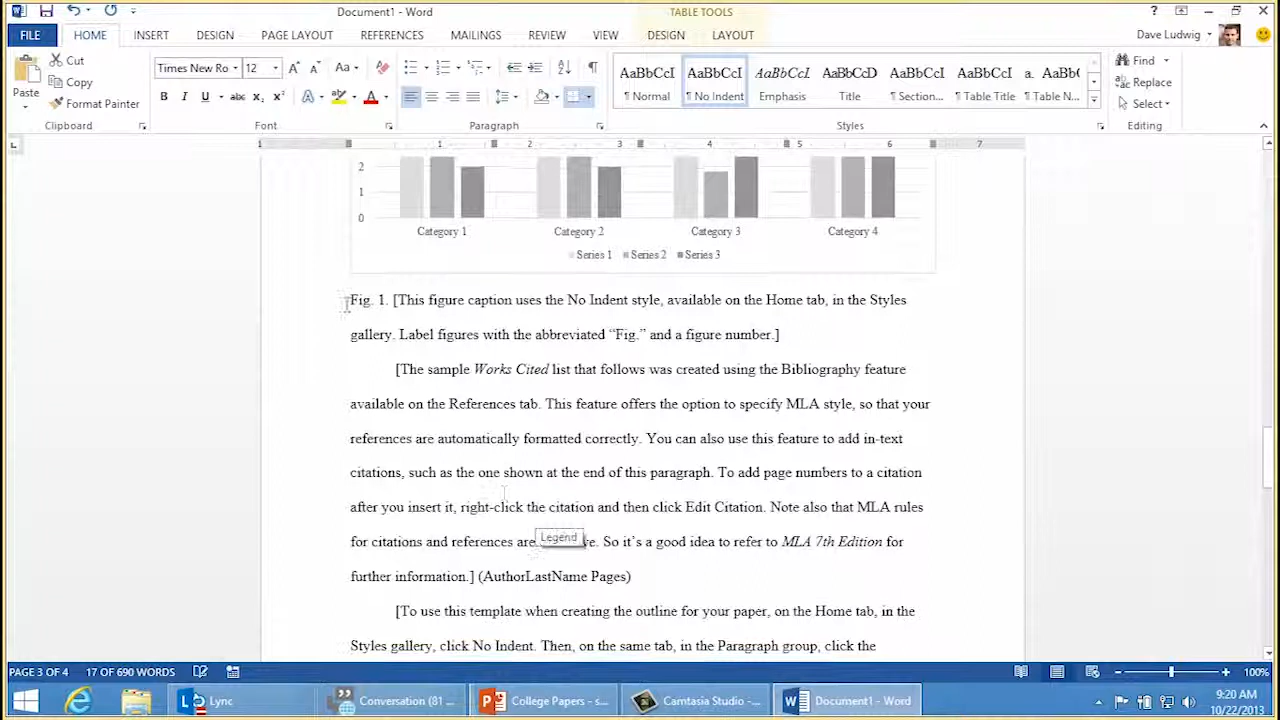 Document1 - Word
TABLE TOOLS
?
FILE
HOME
INSERT
DESIGN
PAGE LAYOUT
REFERENCES
MAILINGS
REVIEW
VIEW
DESIGN
LAYOUT
Dave Ludwig
Paste
Cut
Copy
Format Painter
Clipboard
Times New Ro
12
Aa
B I U abc x₂ x²
A
A
Font
Paragraph
AaBbCcI
¶ Normal
AaBbCcI
¶ No Indent
AaBbCcI
Emphasis
AaBbCcD
Title
AaBbCcI
¶ Section...
AaBbCcI
¶ Table Title
a. AaBb(
¶ Table N...
Styles
Find
Replace
Select
Editing
1 1 2 3 4 5 6 7
2
1
0
Category 1 Category 2 Category 3 Category 4
Series 1 Series 2 Series 3
Fig. 1. [This figure caption uses the No Indent style, available on the Home tab, in the Styles
gallery. Label figures with the abbreviated “Fig.” and a figure number.]
[The sample Works Cited list that follows was created using the Bibliography feature
available on the References tab. This feature offers the option to specify MLA style, so that your
references are automatically formatted correctly. You can also use this feature to add in-text
citations, such as the one shown at the end of this paragraph. To add page numbers to a citation
after you insert it, right-click the citation and then click Edit Citation. Note also that MLA rules
Legend
for citations and references are. So it’s a good idea to refer to MLA 7th Edition for
further information.] (AuthorLastName Pages)
[To use this template when creating the outline for your paper, on the Home tab, in the
Styles gallery, click No Indent. Then, on the same tab, in the Paragraph group, click the
PAGE 3 OF 4
17 OF 690 WORDS
100%
Lync
Conversation (81 ...
College Papers - s...
Camtasia Studio -...
Document1 - Word
9:20 AM
10/22/2013